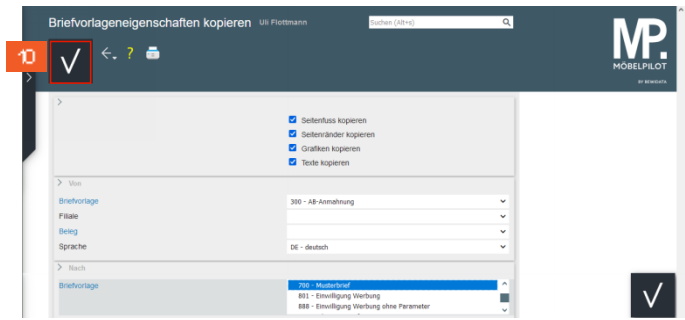 Briefvorlageneigenschaften kopieren Uli Flottmann Suchen (Alt+s)
MP.
MÖBELPILOT
BY BEWIDATA
10
?
Seitenfuss kopieren
Seitenränder kopieren
Grafiken kopieren
Texte kopieren
Von
Briefvorlage 300 - AB-Anmahnung
Filiale
Beleg
Sprache DE - deutsch
Nach
Briefvorlage 700 - Musterbrief
801 - Einwilligung Werbung
888 - Einwilligung Werbung ohne Parameter